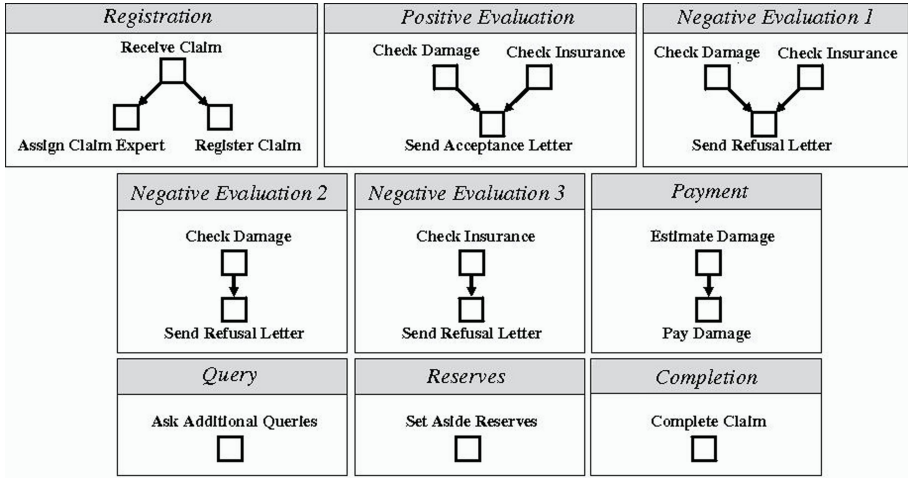 Registration
Positive Evaluation
Negative Evaluation 1
Receive Claim
Assign Claim Expert
Register Claim
Check Damage
Check Insurance
Send Acceptance Letter
Check Damage
Check Insurance
Send Refusal Letter
Negative Evaluation 2
Negative Evaluation 3
Payment
Check Damage
Send Refusal Letter
Check Insurance
Send Refusal Letter
Estimate Damage
Pay Damage
Query
Reserves
Completion
Ask Additional Queries
Set Aside Reserves
Complete Claim